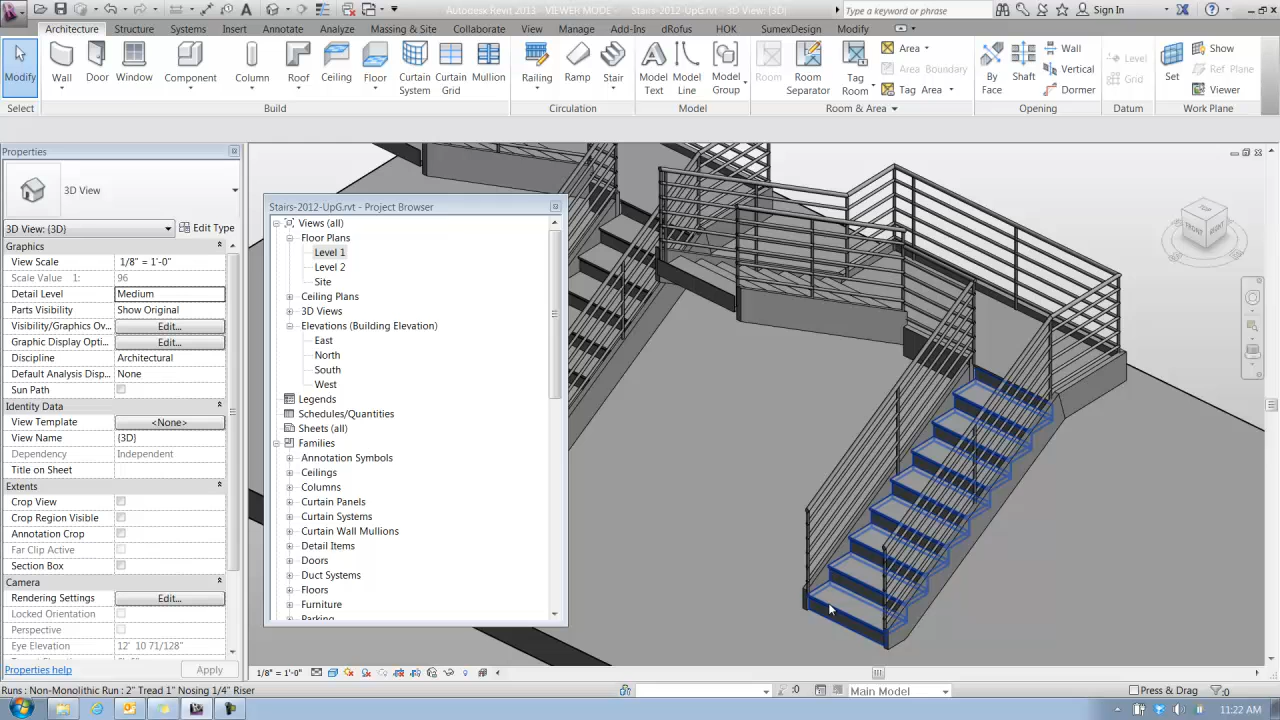 Autodesk Revit 2013 - VIEWER MODE - Stairs-2012-UpG.rvt - 3D View: {3D}
Type a keyword or phrase
Sign In
Architecture Structure Systems Insert Annotate Analyze Massing & Site Collaborate View Manage Add-Ins dRofus HOK SumexDesign Modify
Modify
Wall Door Window Component Column Roof Ceiling Floor Curtain System Curtain Grid Mullion
Railing Ramp Stair
Model Text Model Line Model Group
Room Room Separator Tag Room
Area
Area Boundary
Tag Area
By Face Shaft
Wall
Vertical
Dormer
Level
Grid
Set
Show
Ref Plane
Viewer
Select Build Circulation Model Room & Area Opening Datum Work Plane
Properties
3D View
3D View: {3D} Edit Type
Graphics
View Scale 1/8" = 1'-0"
Scale Value 1: 96
Detail Level Medium
Parts Visibility Show Original
Visibility/Graphics Ov... Edit...
Graphic Display Opti... Edit...
Discipline Architectural
Default Analysis Disp... None
Sun Path
Identity Data
View Template <None>
View Name {3D}
Dependency Independent
Title on Sheet
Extents
Crop View
Crop Region Visible
Annotation Crop
Far Clip Active
Section Box
Camera
Rendering Settings Edit...
Locked Orientation
Perspective
Eye Elevation 12' 10 71/128"
Properties help Apply
Stairs-2012-UpG.rvt - Project Browser
Views (all)
Floor Plans
Level 1
Level 2
Site
Ceiling Plans
3D Views
Elevations (Building Elevation)
East
North
South
West
Legends
Schedules/Quantities
Sheets (all)
Families
Annotation Symbols
Ceilings
Columns
Curtain Panels
Curtain Systems
Curtain Wall Mullions
Detail Items
Doors
Duct Systems
Floors
Furniture
Parking
TOP
FRONT
RIGHT
1/8" = 1'-0"
Runs : Non-Monolithic Run : 2" Tread 1" Nosing 1/4" Riser
:0
Main Model
Press & Drag
:0
11:22 AM